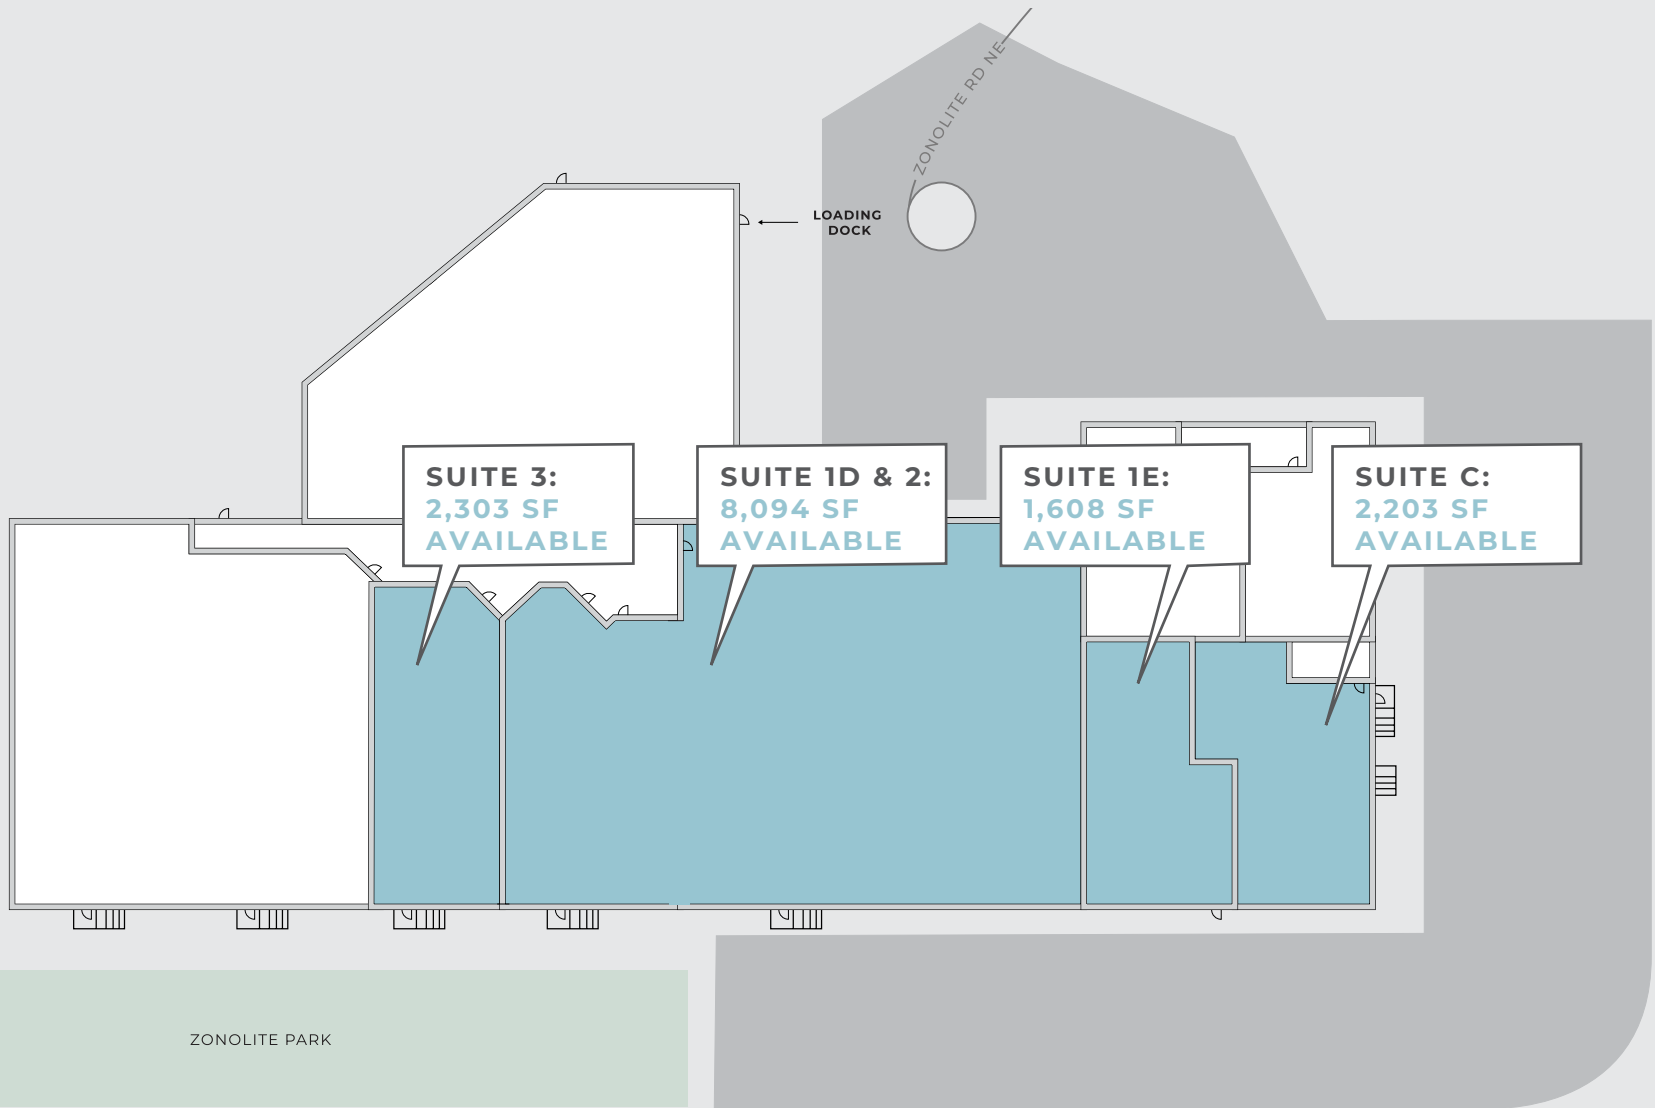 ZONOLITE RD NE
LOADING
DOCK
SUITE 3:
2,303 SF
AVAILABLE
SUITE 1D & 2:
8,094 SF
AVAILABLE
SUITE 1E:
1,608 SF
AVAILABLE
SUITE C:
2,203 SF
AVAILABLE
ZONOLITE PARK